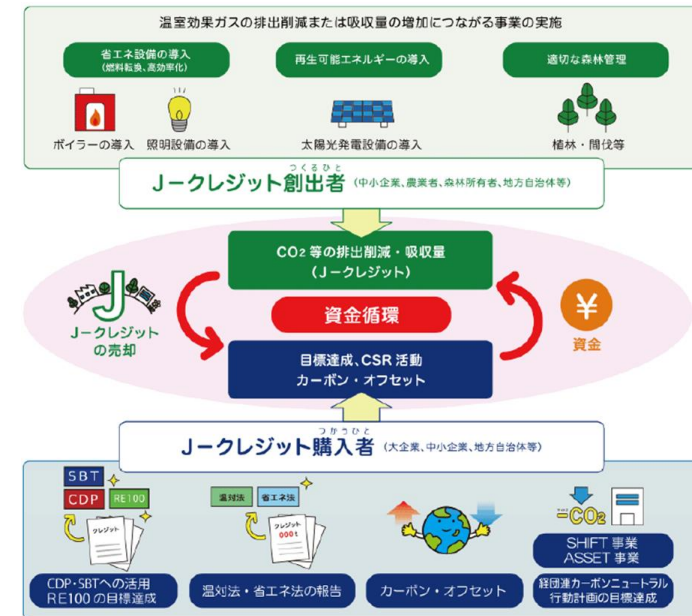 温室効果ガスの排出削減または吸収量の増加につながる事業の実施
省エネ設備の導入
(燃料転換、高効率化)
再生可能エネルギーの導入
適切な森林管理
ボイラーの導入
照明設備の導入
太陽光発電設備の導入
植林・間伐等
つくるひと
Jークレジット創出者
(中小企業、農業者、森林所有者、地方自治体等)
CO2 等の排出削減・吸収量
(Jークレジット)
J
Jークレジット
の売却
資金循環
¥
資金
目標達成、CSR 活動
カーボン・オフセット
つかうひと
Jークレジット購入者
(大企業、中小企業、地方自治体等)
SBT
CDP
RE100
クレジット
CDP・SBTへの活用
RE100 の目標達成
温対法
省エネ法
クレジット
000t
温対法・省エネ法の報告
カーボン・オフセット
CO2
SHIFT 事業
ASSET 事業
経団連カーボンニュートラル
行動計画の目標達成